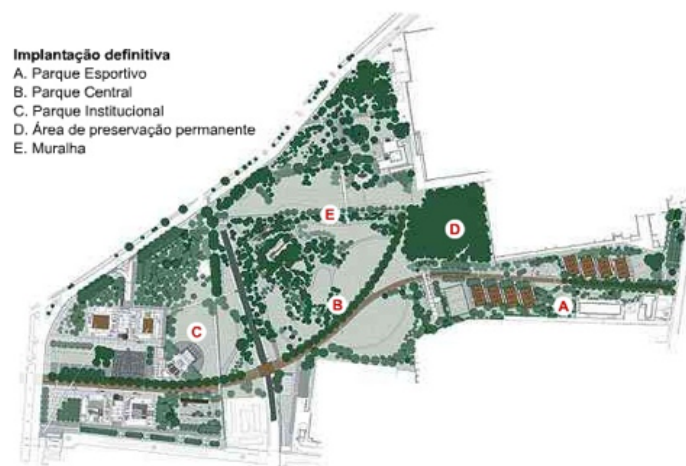 Implantação definitiva
A. Parque Esportivo
B. Parque Central
C. Parque Institucional
D. Área de preservação permanente
E. Muralha
E
D
B
A
C